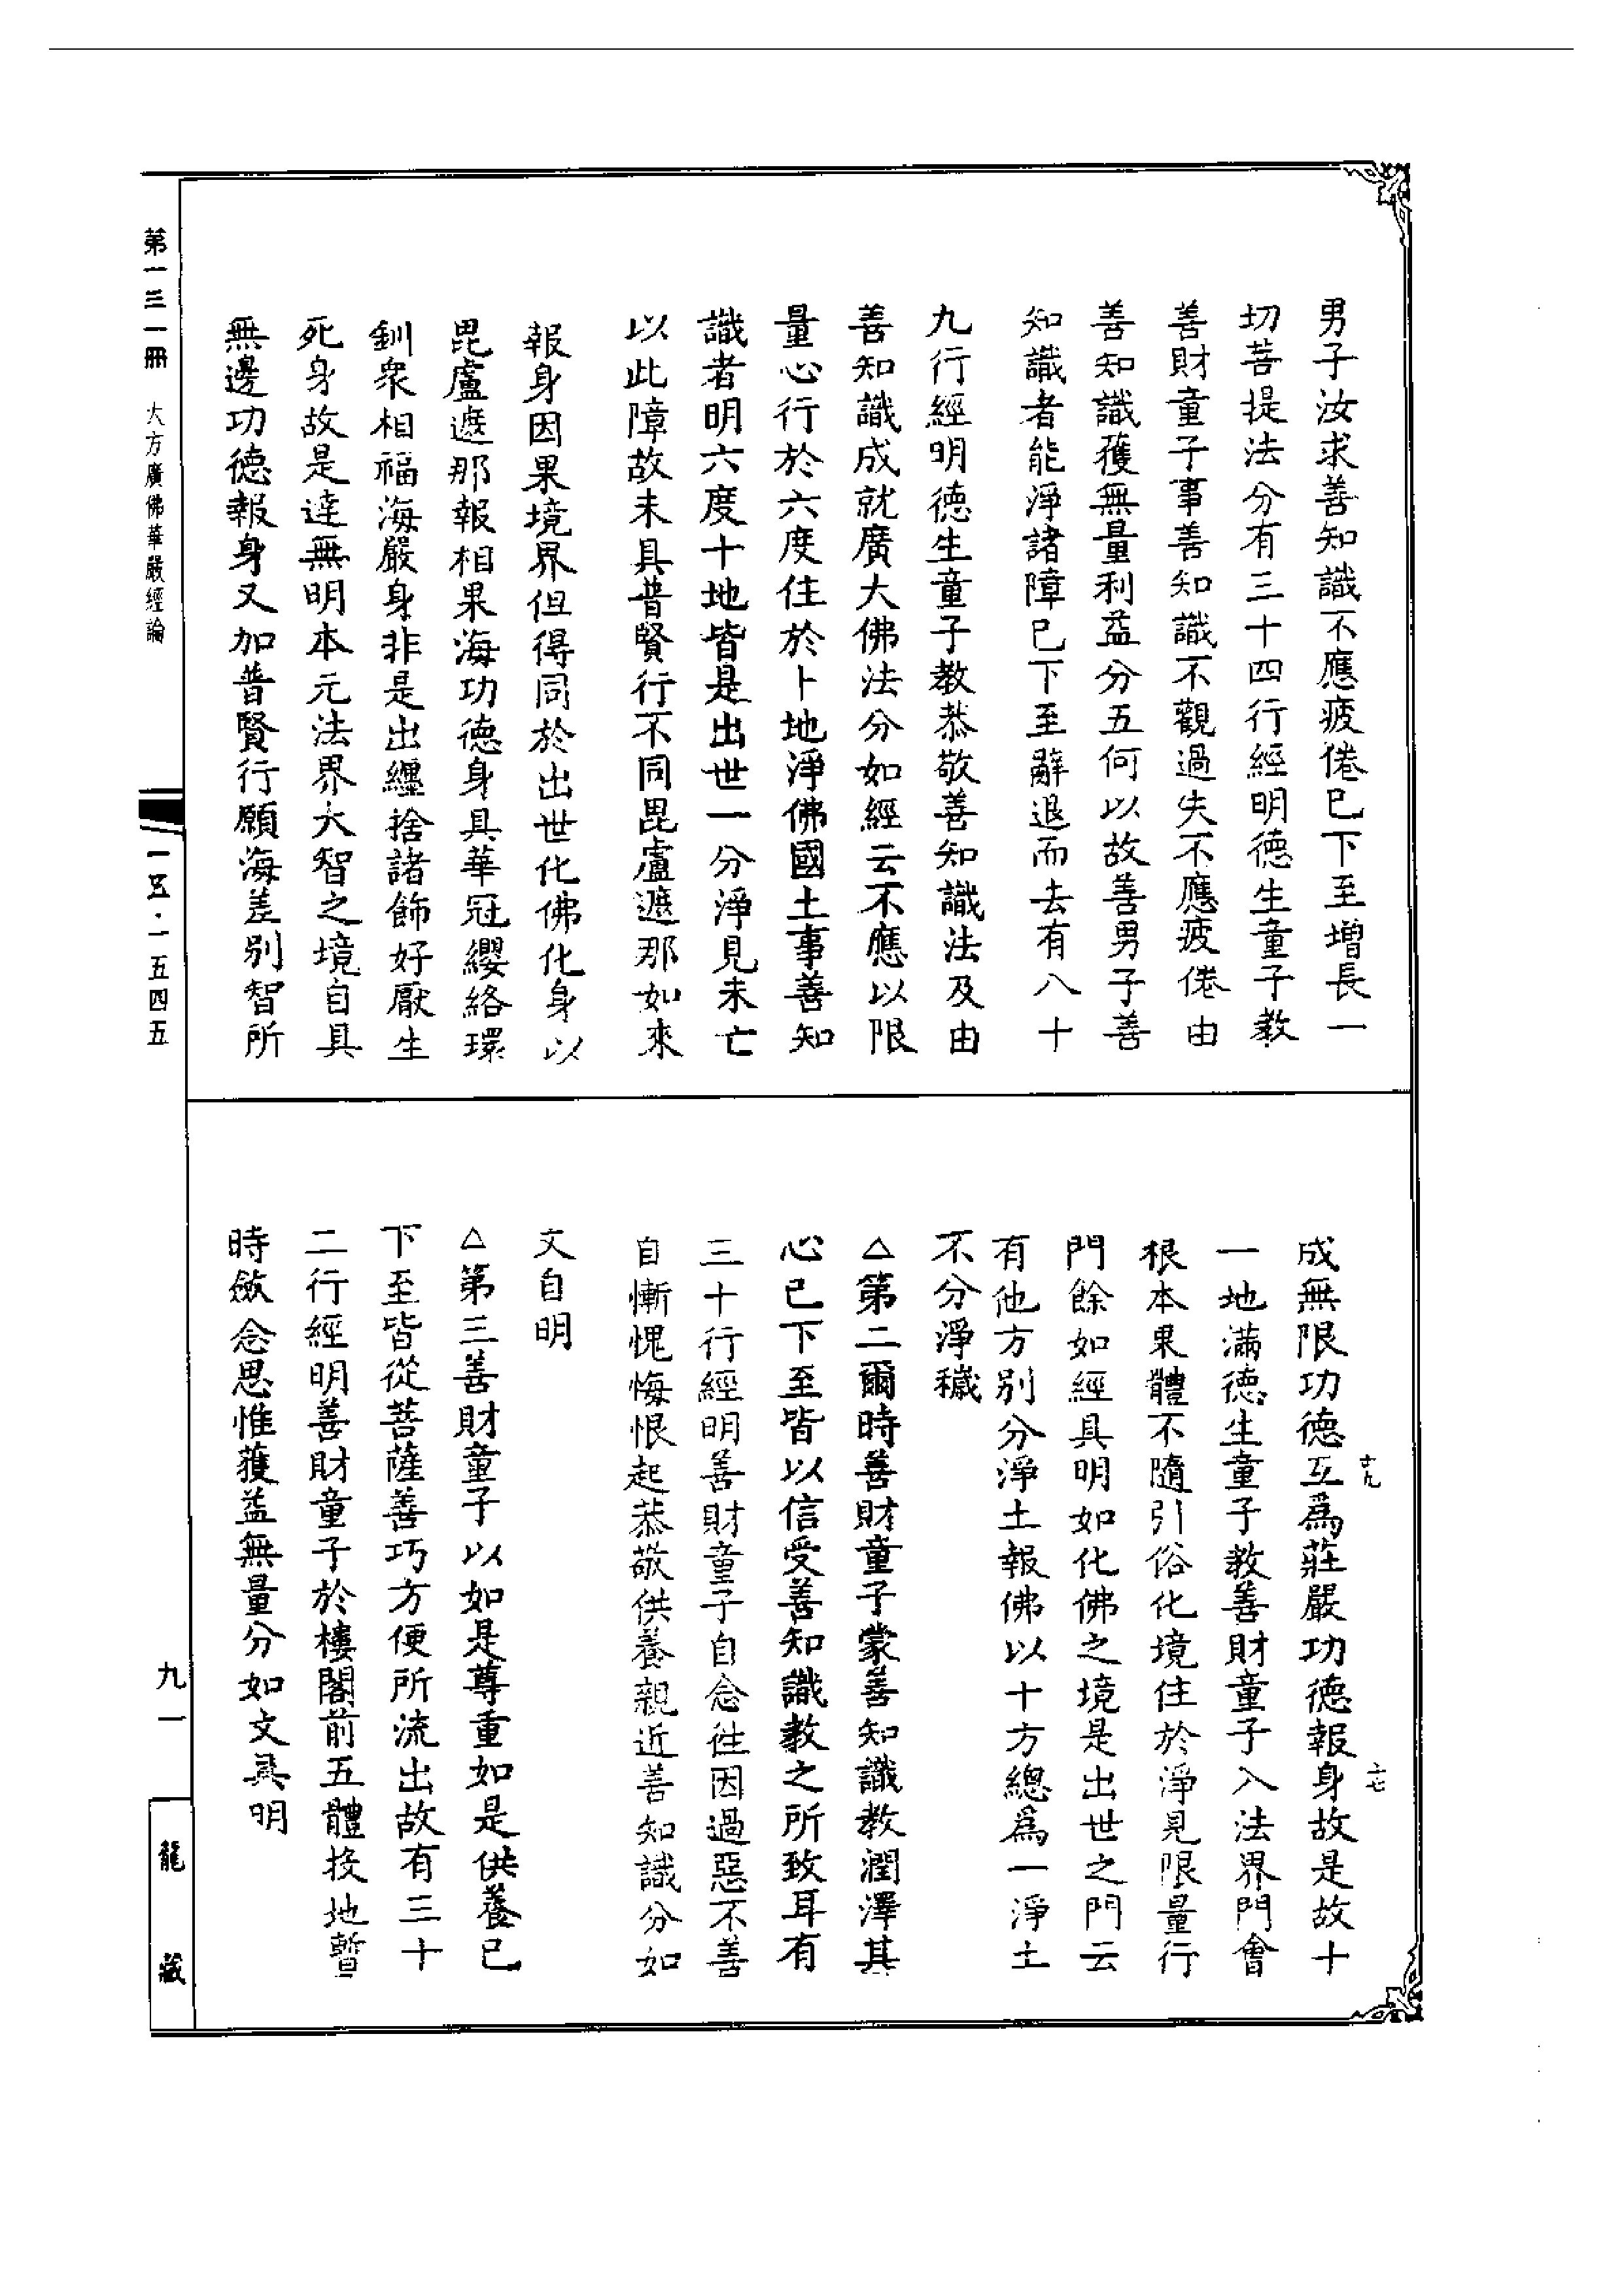 男子汝求善知識不應疲倦已下至增長一
切菩提法分有三十四行經明德生童子教
善財童子事善知識不觀過失不應疲倦由
善知識獲無量利益分五何以故善男子善
知識者能淨諸障已下至辭退而去有八十
九行經明德生童子教恭敬善知識法及由
善知識成就廣大佛法分如經云不應以限
量心行於六度住於十地淨佛國土事善知
識者明六度十地皆是出世一分淨見未亡
以此障故未具普賢行不同毘盧遮那如來
報身因果境界但得同於出世化佛化身以
毘盧遮那報相果海功德身具華冠纓絡環
釧眾相福海嚴身非是出纏捨諸飾好厭生
死身故是達無明本元法界大智之境自具
無邊功德報身又加普賢行願海差別智所
成無限功德互為莊嚴功德報身故是故十
一地滿德生童子教善財童子入法界門會
根本果體不隨引俗化境住於淨見限量行
門餘如經具明如化佛之境是出世之門云
有他方別分淨土報佛以十方總為一淨土
不分淨穢
△第二爾時善財童子蒙善知識教潤澤其
心已下至皆以信受善知識教之所致耳有
三十行經明善財童子自念往因過惡不善
自慚愧悔恨起恭敬供養親近善知識分如
文自明
△第三善財童子以如是尊重如是供養已
下至皆從菩薩善巧方便所流出故有三十
二行經明善財童子於樓閣前五體投地暫
時斂念思惟獲益無量分如文具明
十九
十七
第一三一冊　大方廣佛華嚴經論
一五·一五四五
九一
龍藏